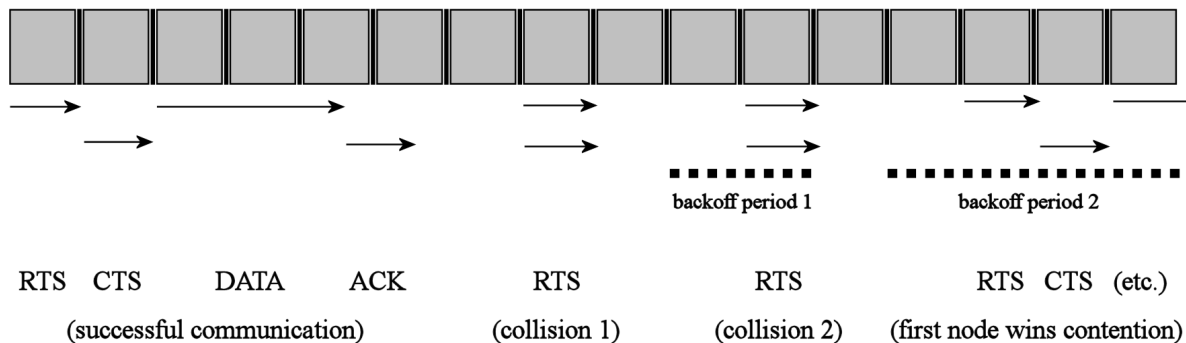 backoff period 1 backoff period 2
RTS CTS DATA ACK RTS RTS RTS CTS (etc.)
(successful communication) (collision 1) (collision 2) (first node wins contention)